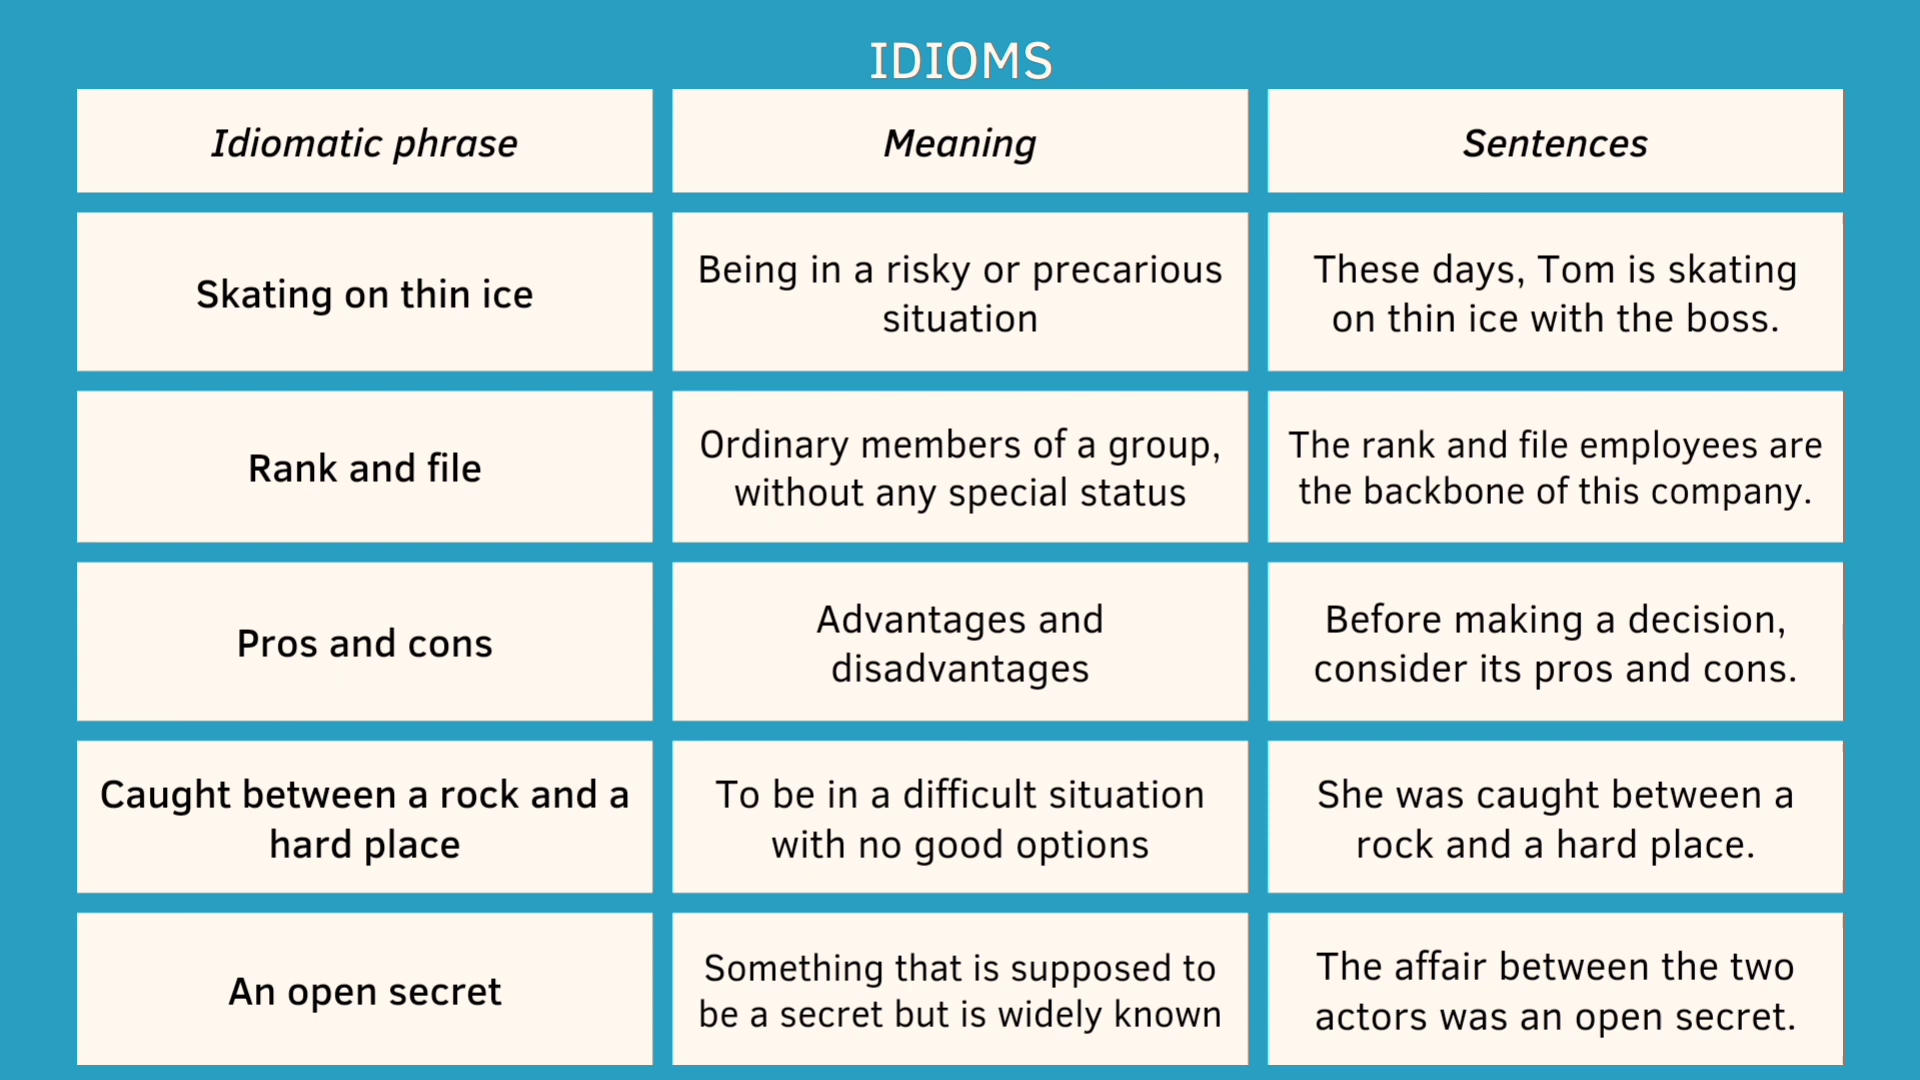 IDIOMS
Idiomatic phrase
Meaning
Sentences
Skating on thin ice
Being in a risky or precarious
situation
These days, Tom is skating
on thin ice with the boss.
Rank and file
Ordinary members of a group,
without any special status
The rank and file employees are
the backbone of this company.
Pros and cons
Advantages and
disadvantages
Before making a decision,
consider its pros and cons.
Caught between a rock and a
hard place
To be in a difficult situation
with no good options
She was caught between a
rock and a hard place.
An open secret
Something that is supposed to
be a secret but is widely known
The affair between the two
actors was an open secret.